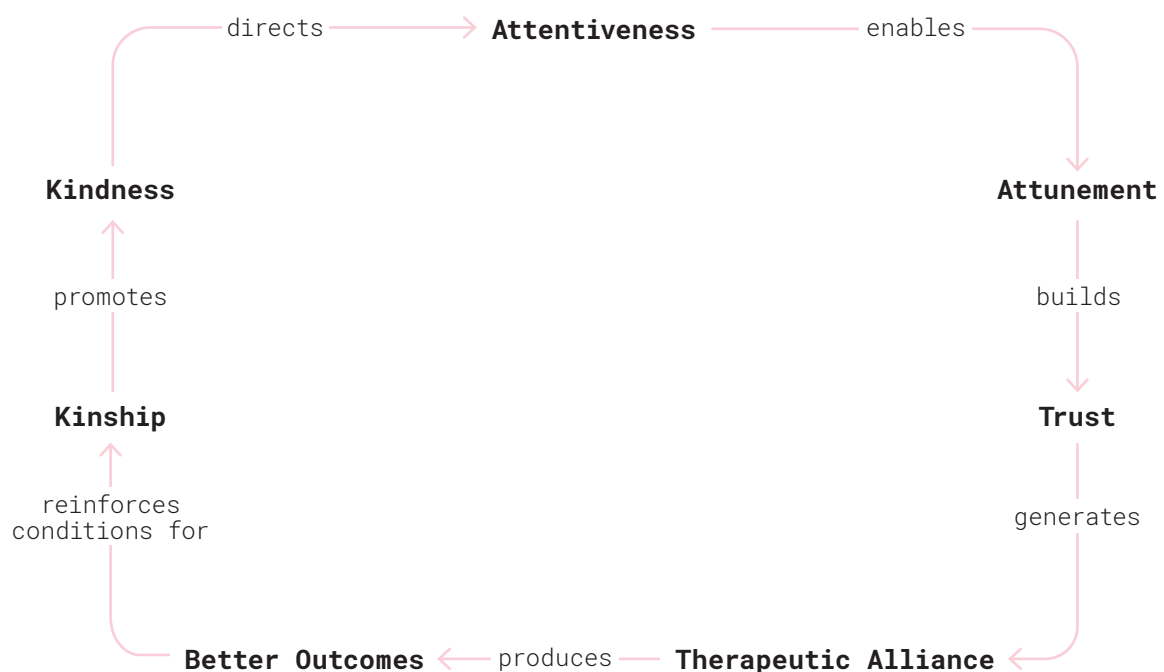 directs
Attentiveness
enables
Kindness
Attunement
promotes
builds
Kinship
Trust
reinforces
conditions for
generates
Better Outcomes
produces
Therapeutic Alliance